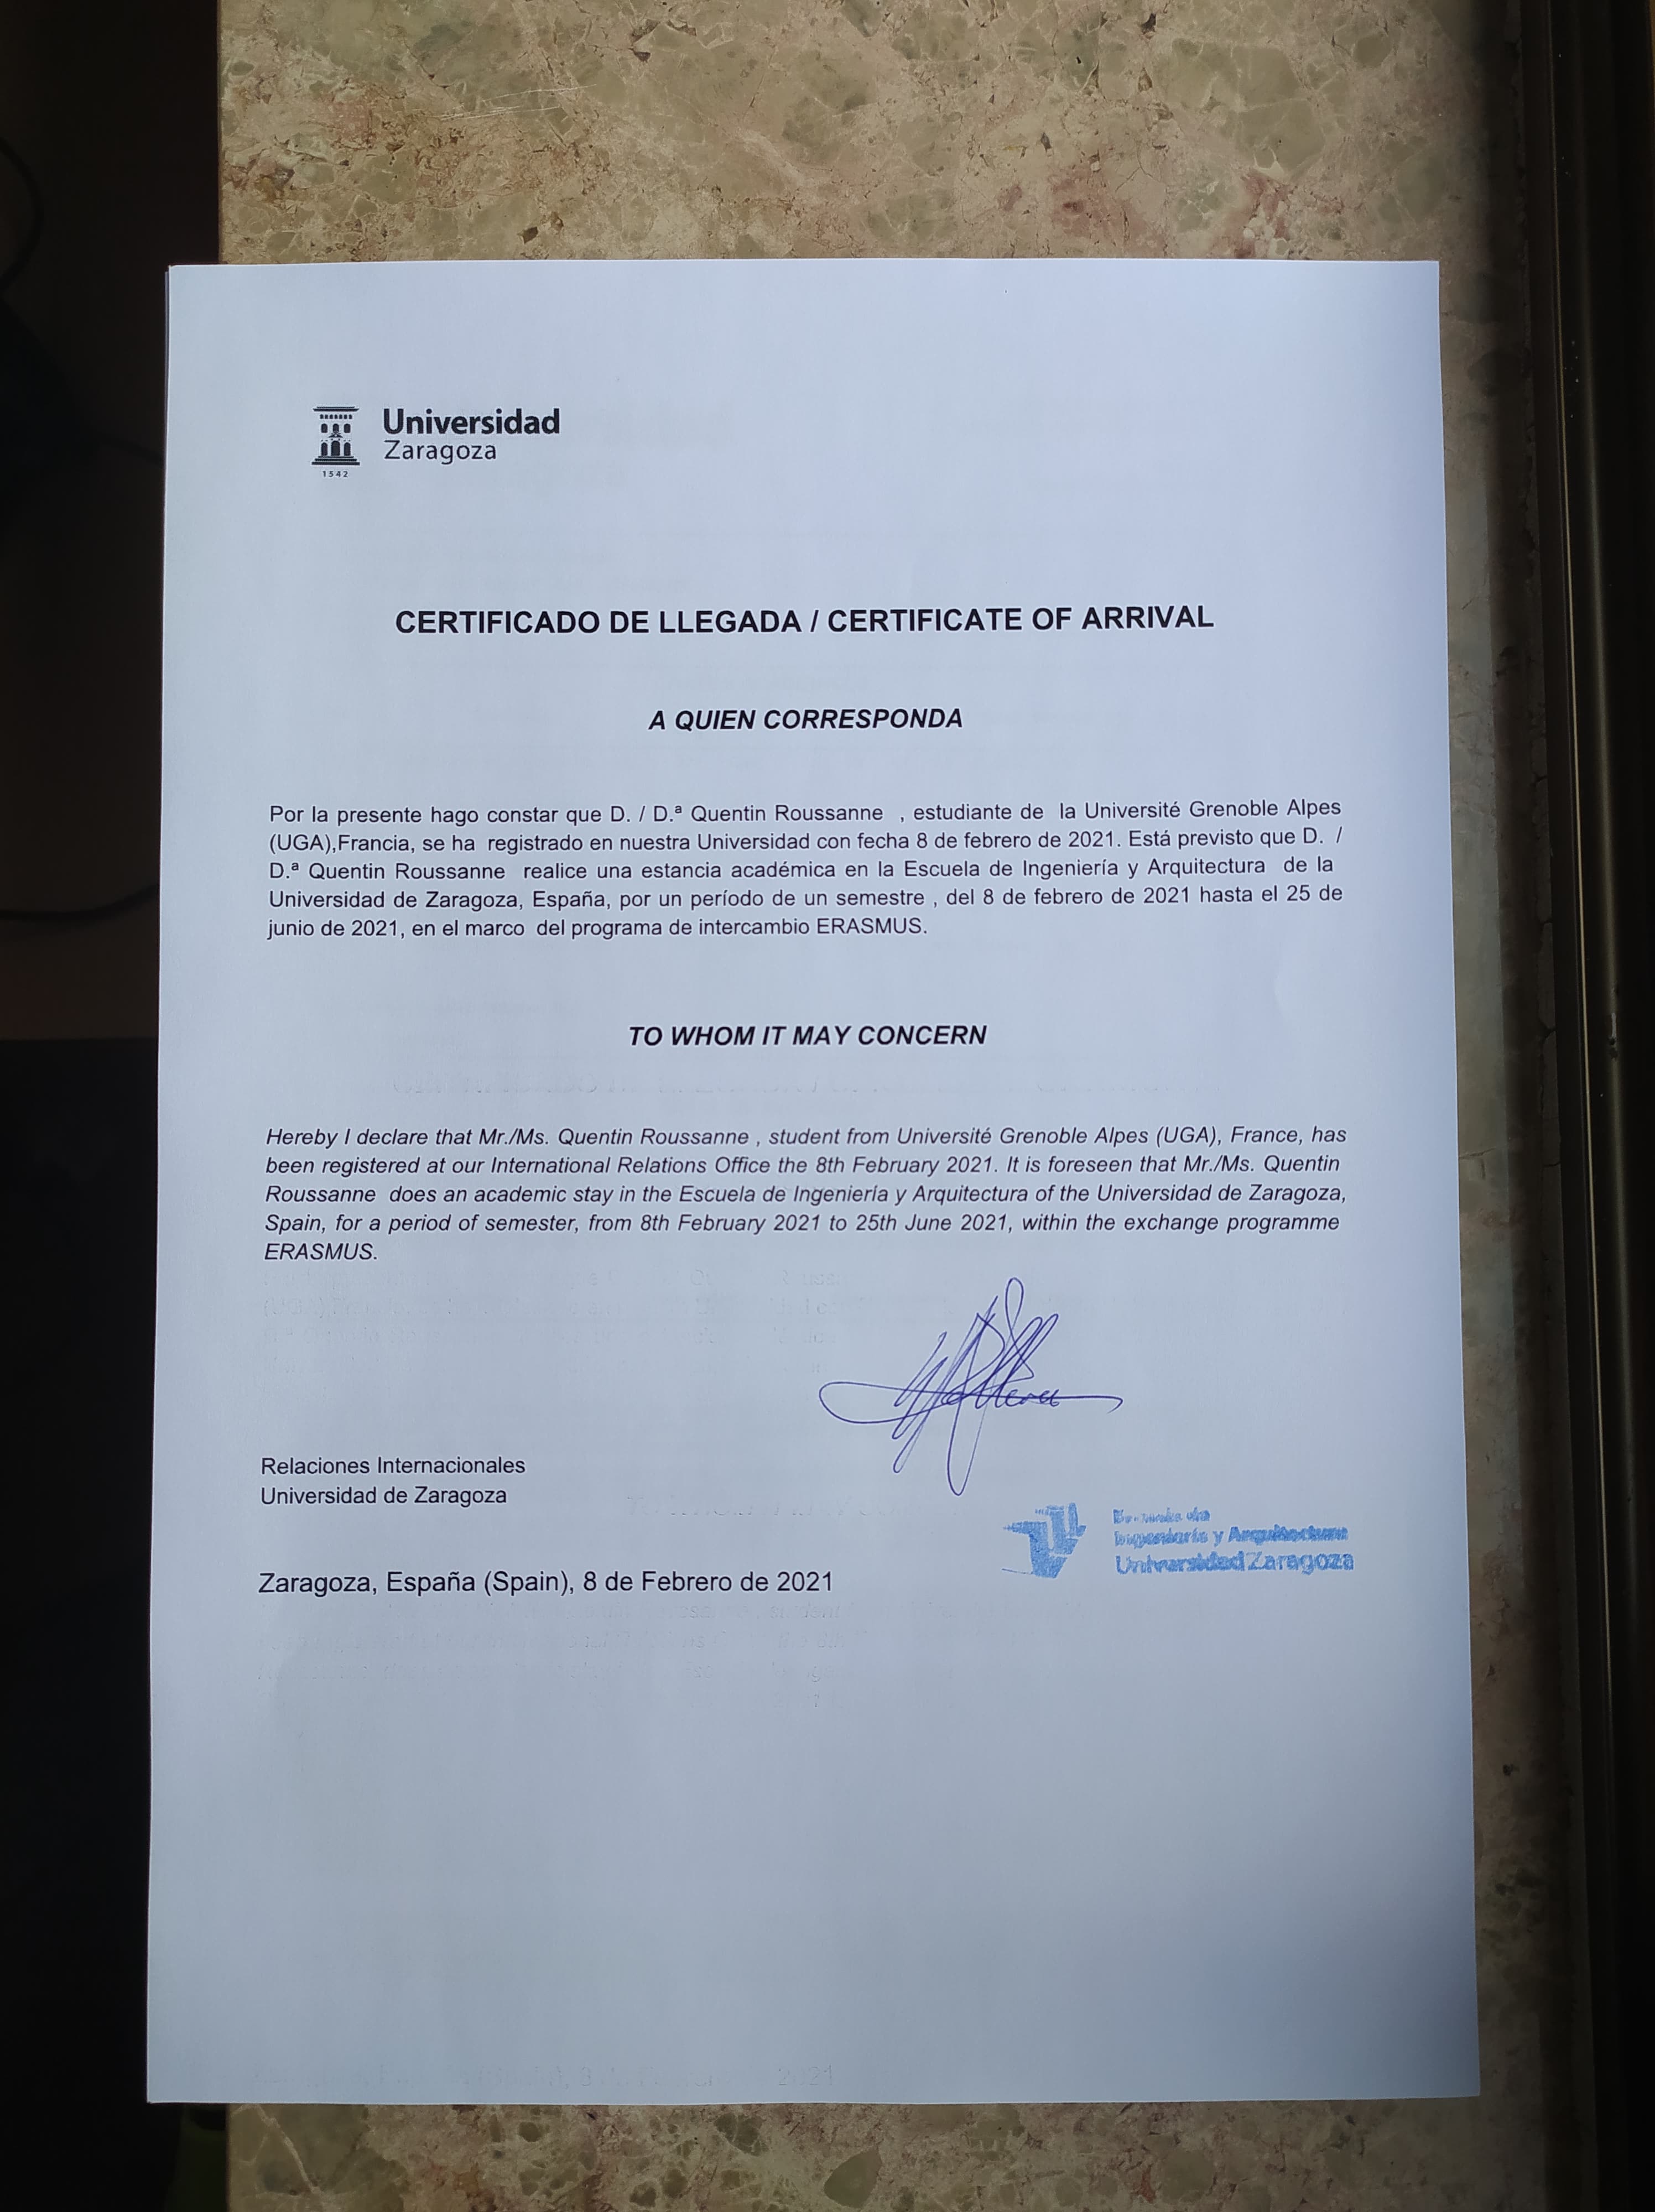 Universidad
Zaragoza
1542
CERTIFICADO DE LLEGADA / CERTIFICATE OF ARRIVAL
A QUIEN CORRESPONDA
Por la presente hago constar que D. / D.ª Quentin Roussanne , estudiante de la Université Grenoble Alpes
(UGA),Francia, se ha registrado en nuestra Universidad con fecha 8 de febrero de 2021. Está previsto que D. /
D.ª Quentin Roussanne realice una estancia académica en la Escuela de Ingeniería y Arquitectura de la
Universidad de Zaragoza, España, por un período de un semestre , del 8 de febrero de 2021 hasta el 25 de
junio de 2021, en el marco del programa de intercambio ERASMUS.
TO WHOM IT MAY CONCERN
Hereby I declare that Mr./Ms. Quentin Roussanne , student from Université Grenoble Alpes (UGA), France, has
been registered at our International Relations Office the 8th February 2021. It is foreseen that Mr./Ms. Quentin
Roussanne does an academic stay in the Escuela de Ingeniería y Arquitectura of the Universidad de Zaragoza,
Spain, for a period of semester, from 8th February 2021 to 25th June 2021, within the exchange programme
ERASMUS.
Relaciones Internacionales
Universidad de Zaragoza
Escuela de
Ingeniería y Arquitectura
Universidad Zaragoza
Zaragoza, España (Spain), 8 de Febrero de 2021